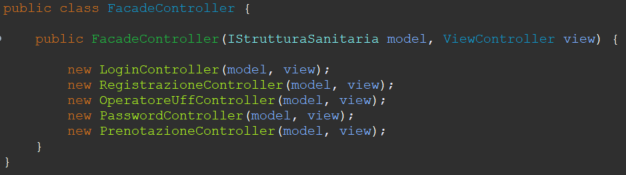 public class FacadeController {
public FacadeController(IStrutturaSanitaria model, ViewController view) {
new LoginController(model, view);
new RegistrazioneController(model, view);
new OperatoreUffController(model, view);
new PasswordController(model, view);
new PrenotazioneController(model, view);
}
}